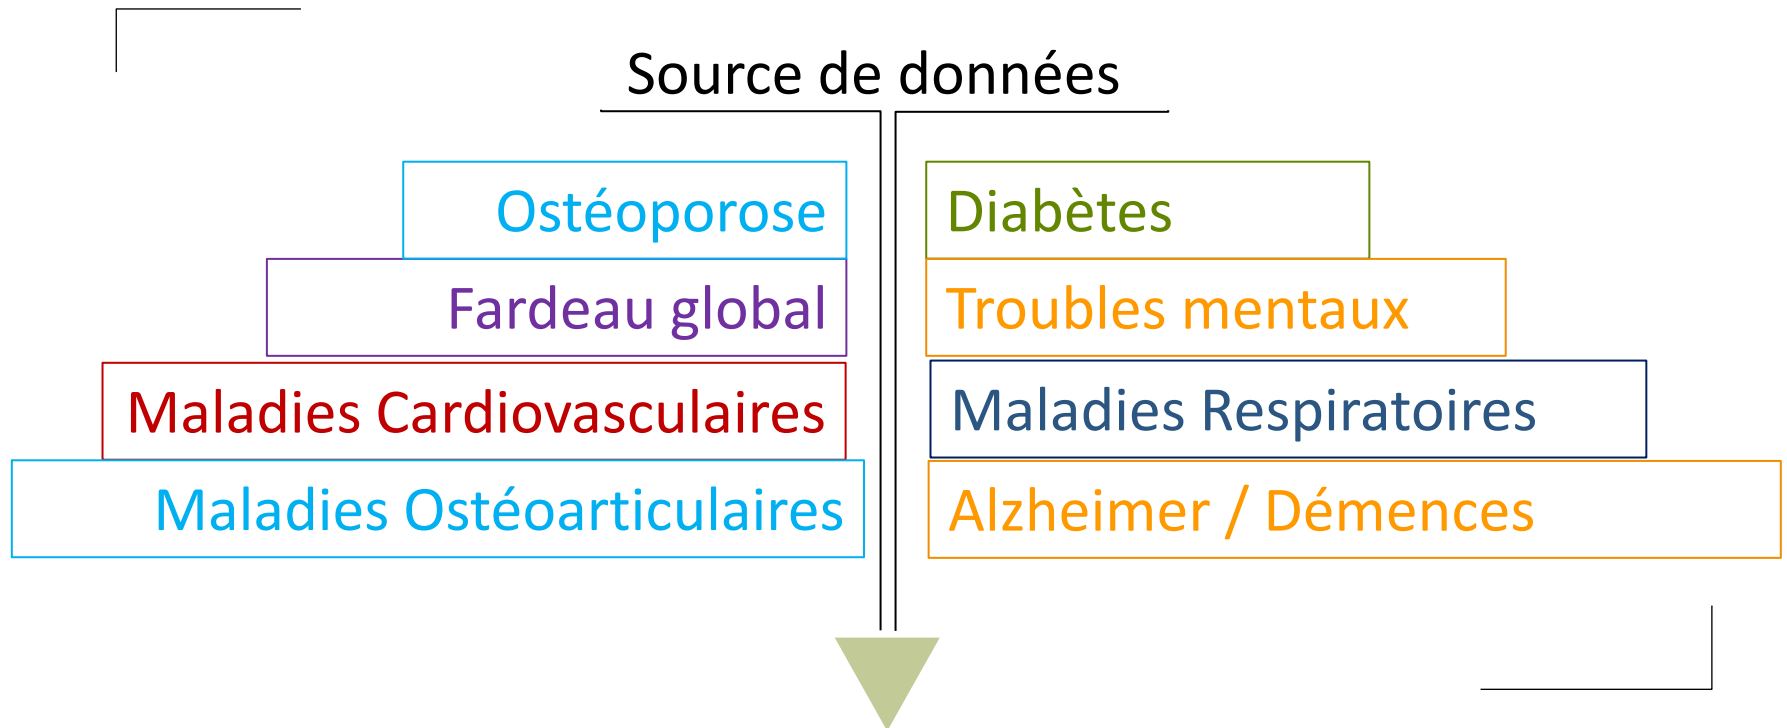 Source de données
Ostéoporose
Diabètes
Fardeau global
Troubles mentaux
Maladies Cardiovasculaires
Maladies Respiratoires
Maladies Ostéoarticulaires
Alzheimer / Démences